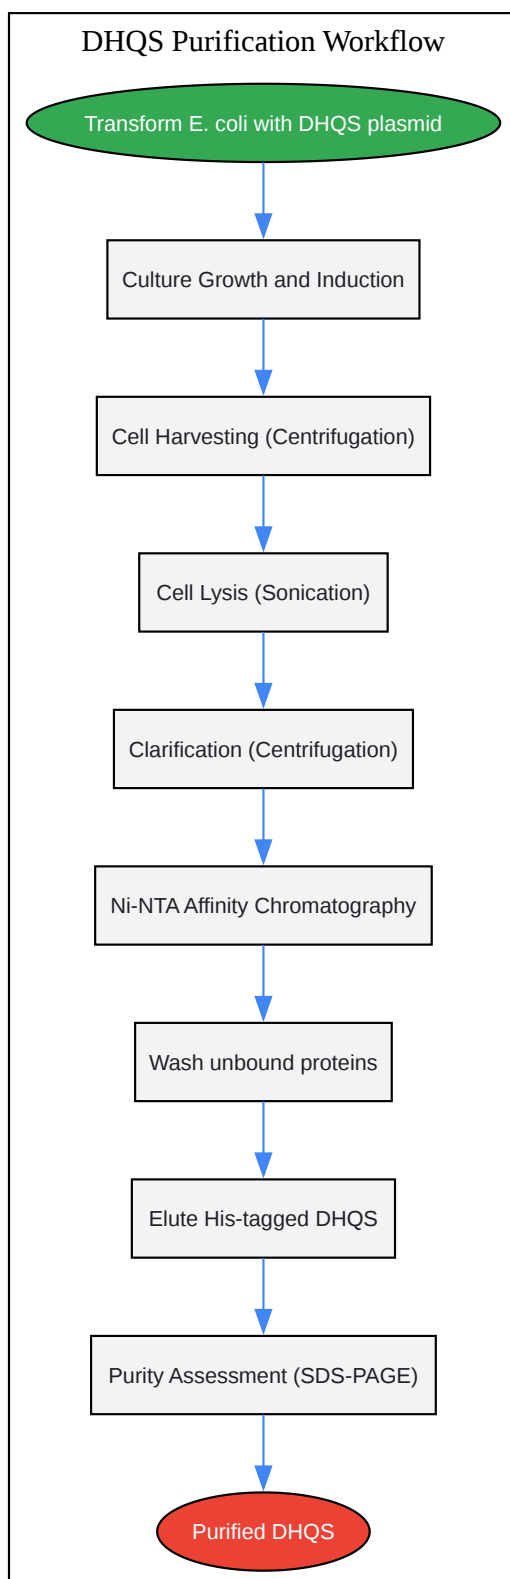 DHQS Purification Workflow
Transform E. coli with DHQS plasmid
Culture Growth and Induction
Cell Harvesting (Centrifugation)
Cell Lysis (Sonication)
Clarification (Centrifugation)
Ni-NTA Affinity Chromatography
Wash unbound proteins
Elute His-tagged DHQS
Purity Assessment (SDS-PAGE)
Purified DHQS